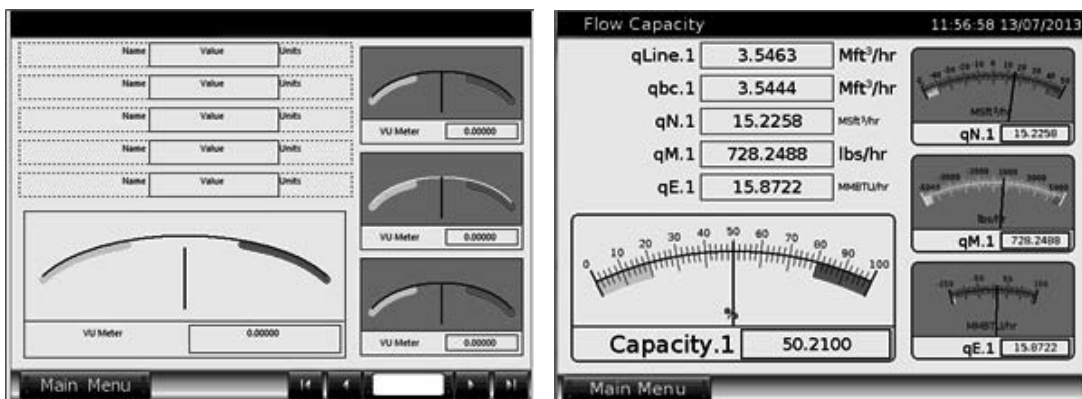 Name Value Units
Name Value Units
Name Value Units
Name Value Units
Name Value Units
VU Meter 0.00000
VU Meter 0.00000
VU Meter 0.00000
VU Meter 0.00000
Main Menu
Flow Capacity 11:56:58 13/07/2013
qLine.1 3.5463 Mft³/hr
qbc.1 3.5444 Mft³/hr
qN.1 15.2258 MSft³/hr
qM.1 728.2488 lbs/hr
qE.1 15.8722 MMBTU/hr
0 10 20 30 40 50 60 70 80 90 100
%
Capacity.1 50.2100
MSft³/hr
qN.1 15.2258
lbs/hr
qM.1 728.2488
MMBTU/hr
qE.1 15.8722
Main Menu